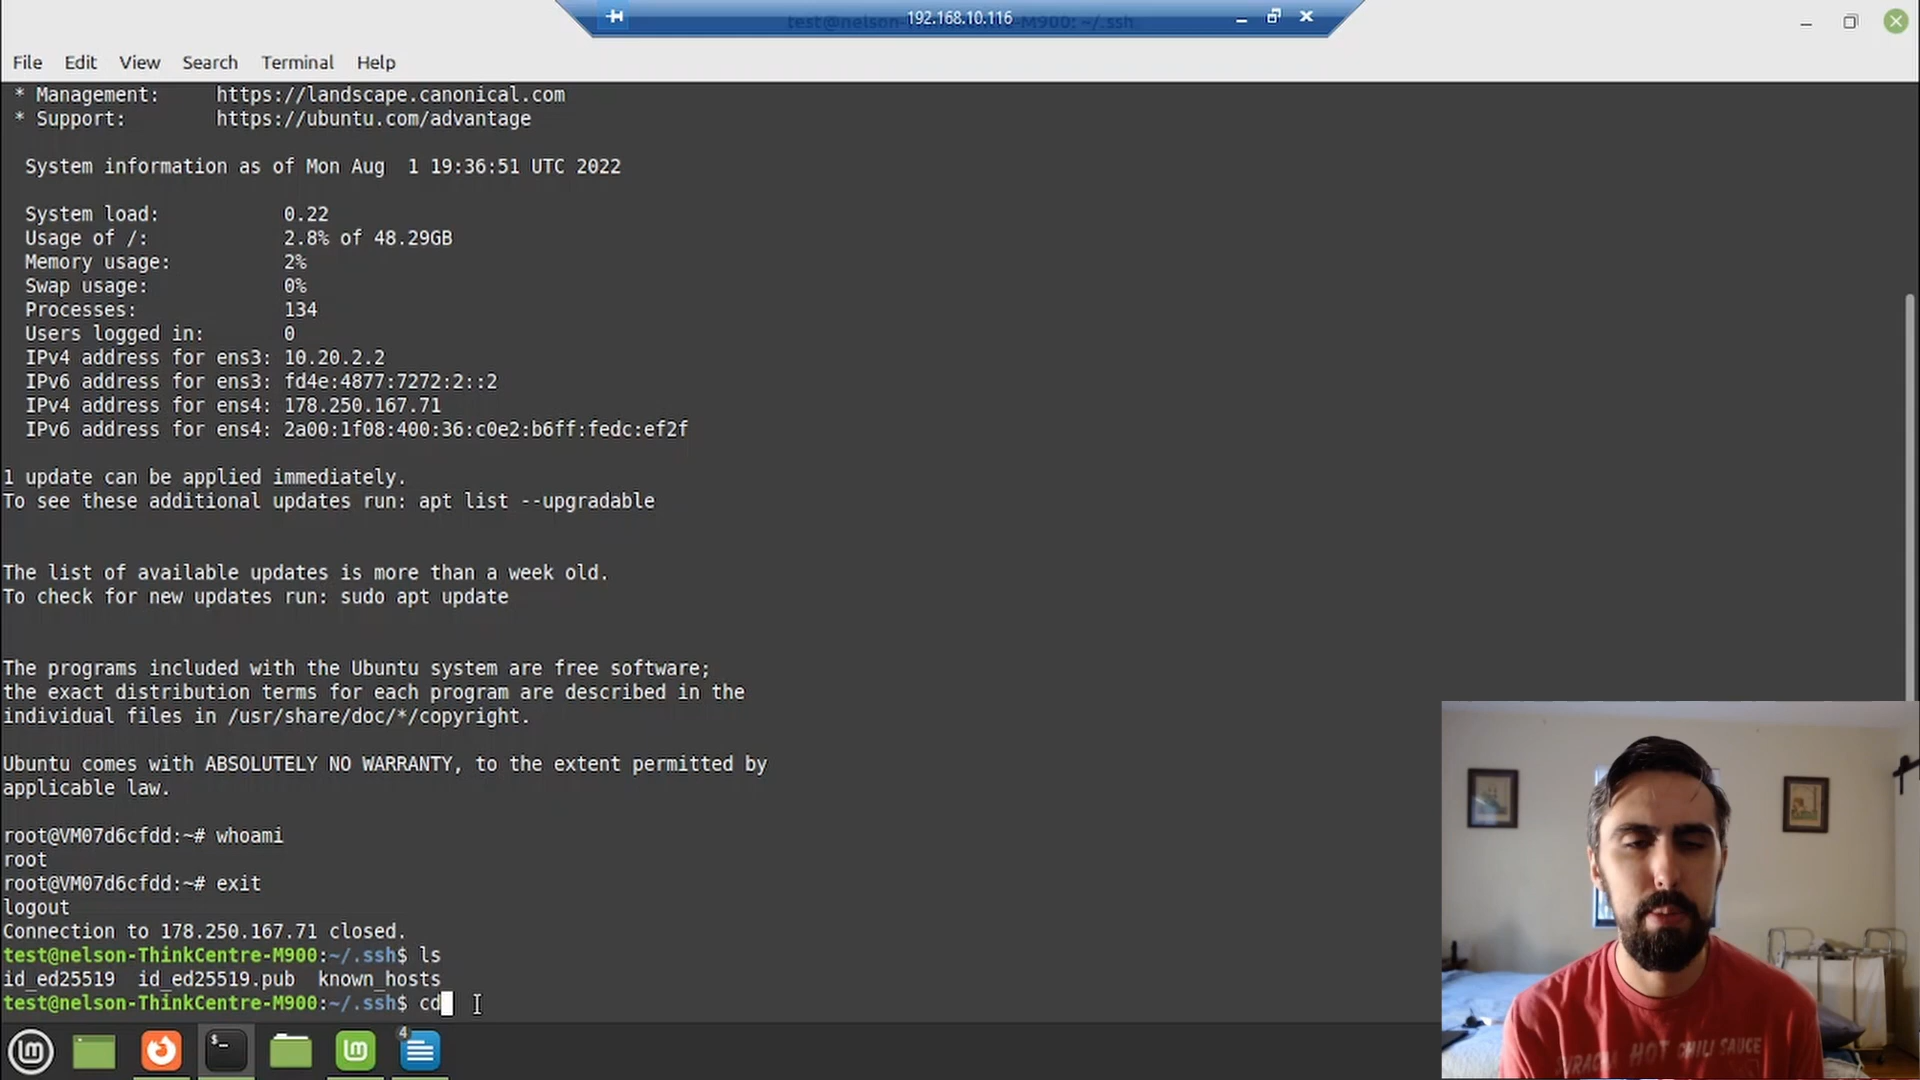 192.168.10.116
test@nelson-ThinkCentre-M900: ~/.ssh
File Edit View Search Terminal Help
* Management: https://landscape.canonical.com
* Support: https://ubuntu.com/advantage
System information as of Mon Aug 1 19:36:51 UTC 2022
System load: 0.22
Usage of /: 2.8% of 48.29GB
Memory usage: 2%
Swap usage: 0%
Processes: 134
Users logged in: 0
IPv4 address for ens3: 10.20.2.2
IPv6 address for ens3: fd4e:4877:7272:2::2
IPv4 address for ens4: 178.250.167.71
IPv6 address for ens4: 2a00:1f08:400:36:c0e2:b6ff:fedc:ef2f
1 update can be applied immediately.
To see these additional updates run: apt list --upgradable
The list of available updates is more than a week old.
To check for new updates run: sudo apt update
The programs included with the Ubuntu system are free software;
the exact distribution terms for each program are described in the
individual files in /usr/share/doc/*/copyright.
Ubuntu comes with ABSOLUTELY NO WARRANTY, to the extent permitted by
applicable law.
root@VM07d6cfdd:~# whoami
root
root@VM07d6cfdd:~# exit
logout
Connection to 178.250.167.71 closed.
test@nelson-ThinkCentre-M900:~/.ssh$ ls
id_ed25519 id_ed25519.pub known_hosts
test@nelson-ThinkCentre-M900:~/.ssh$ cd
4
HOT CHILI SAUCE